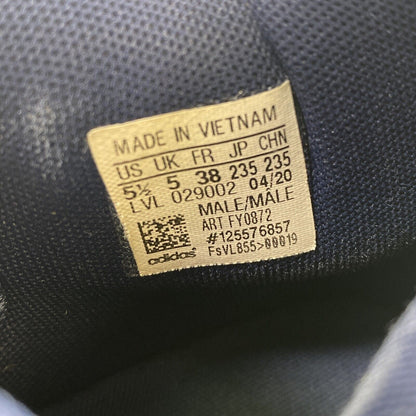 MADE IN VIETNAM
US UK FR JP CHN
5½ 5 38 235 235
LVL 029002 04/20
MALE/MÂLE
ART FY0872
#125576857
FsVL855>00019
adidas